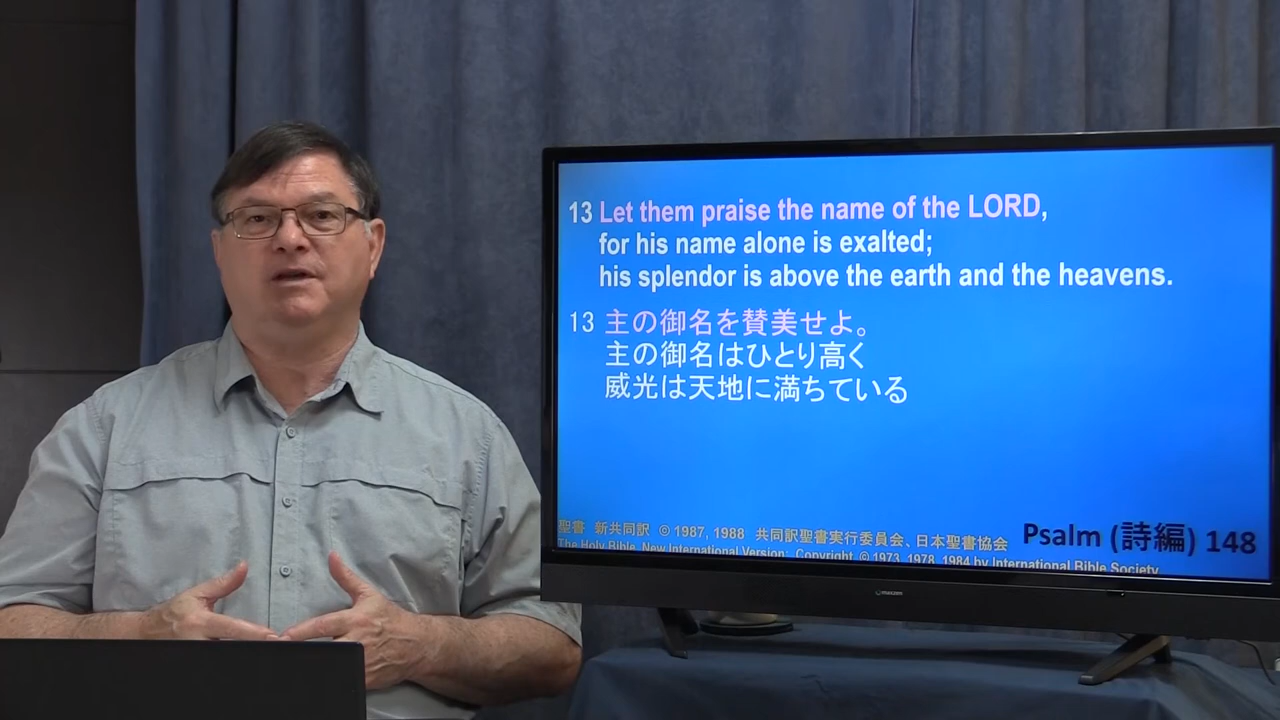 13 Let them praise the name of the LORD,
for his name alone is exalted;
his splendor is above the earth and the heavens.
13 主の御名を賛美せよ。
主の御名はひとり高く
威光は天地に満ちている
聖書 新共同訳 © 1987, 1988 共同訳聖書実行委員会、日本聖書協会
The Holy Bible, New International Version; Copyright, © 1973, 1978, 1984 by International Bible Society
Psalm (詩編) 148
maxzen